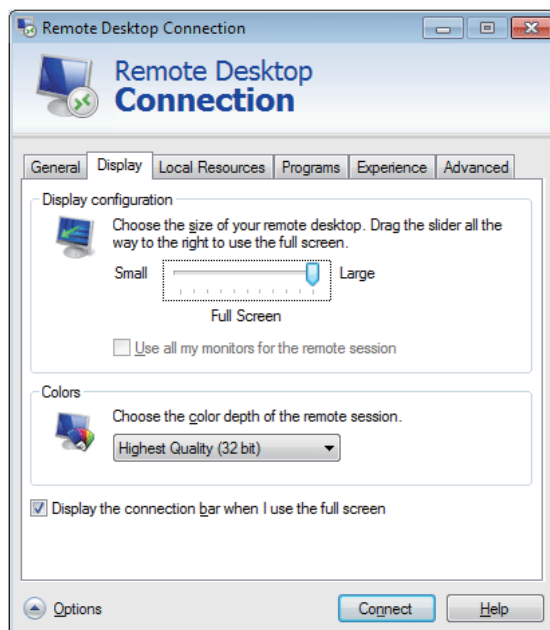 Remote Desktop Connection
Remote Desktop
Connection
General Display Local Resources Programs Experience Advanced
Display configuration
Choose the size of your remote desktop. Drag the slider all the
way to the right to use the full screen.
Small Large
Full Screen
Use all my monitors for the remote session
Colors
Choose the color depth of the remote session.
Highest Quality (32 bit)
Display the connection bar when I use the full screen
Options Connect Help